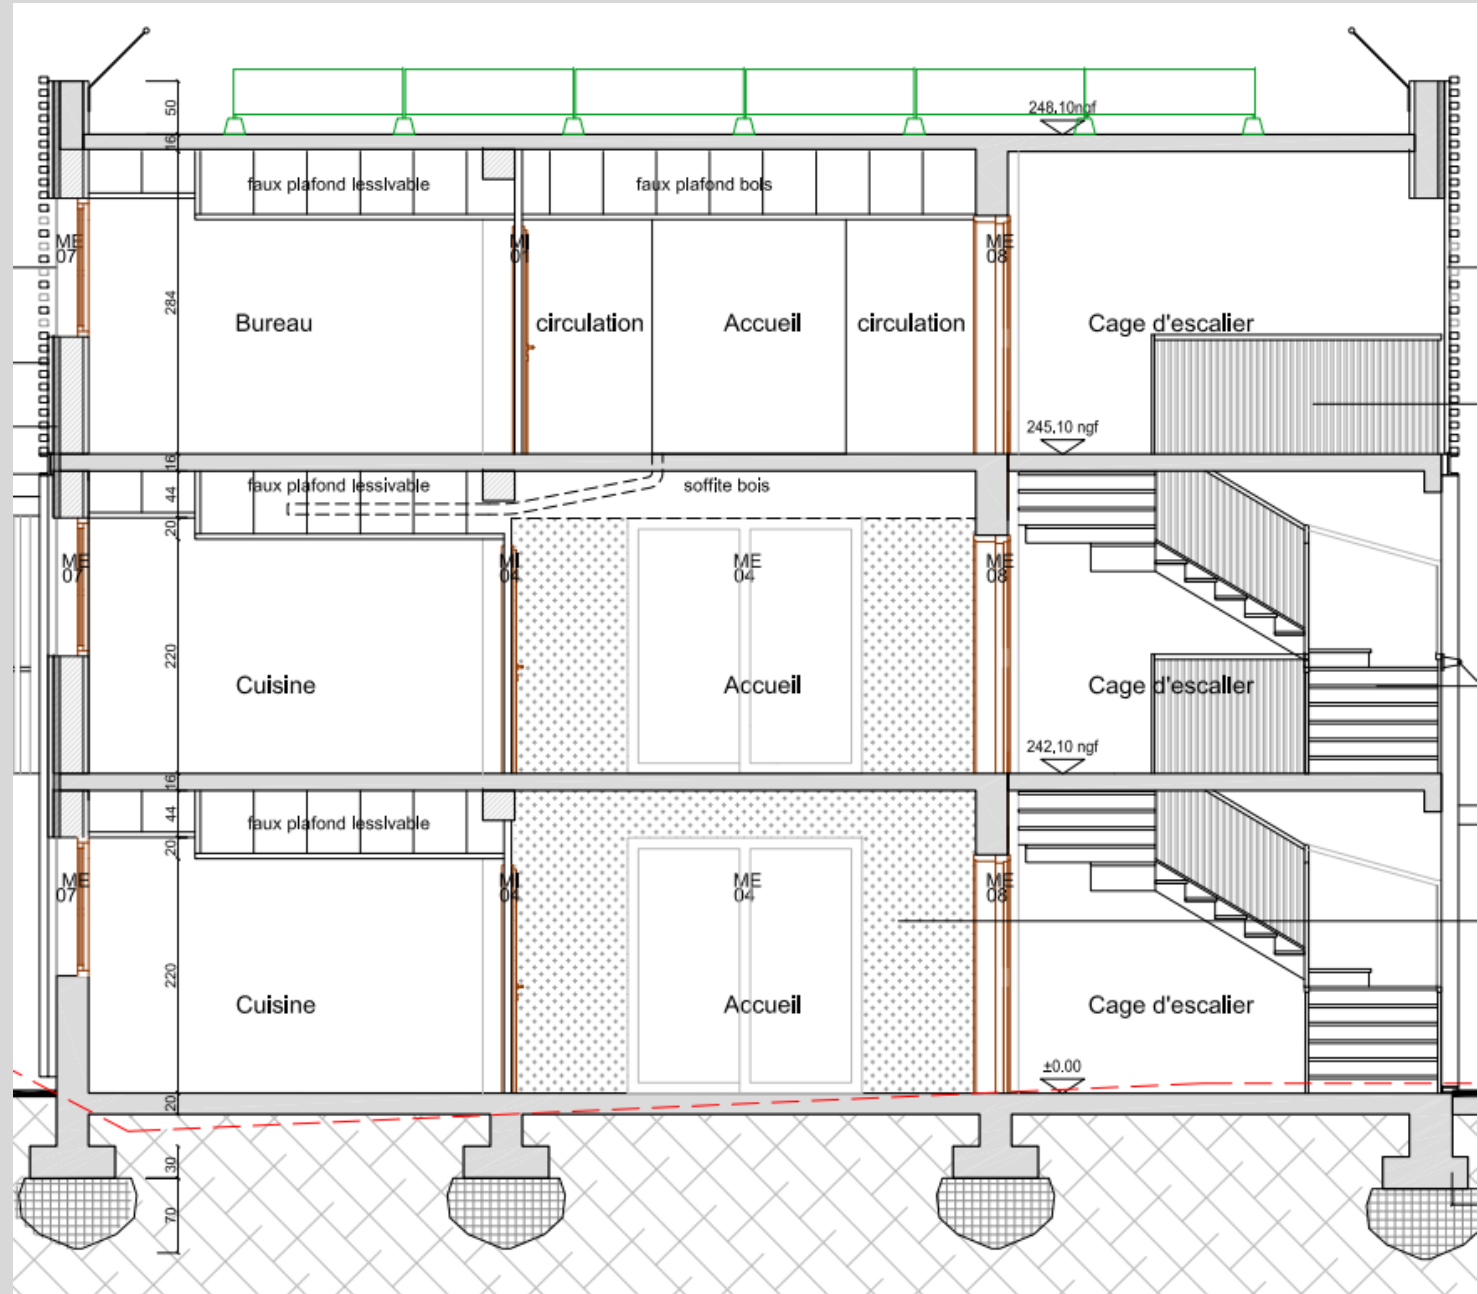 248,10ngf
50
16
faux plafond lessivable
faux plafond bois
ME
07
MI
01
ME
08
284
Bureau
circulation
Accueil
circulation
Cage d'escalier
245,10 ngf
16
faux plafond lessivable
soffite bois
44
20
ME
07
MI
04
ME
04
ME
08
220
Cuisine
Accueil
Cage d'escalier
242,10 ngf
16
44
faux plafond lessivable
20
ME
07
MI
04
ME
04
ME
08
220
Cuisine
Accueil
Cage d'escalier
±0.00
20
30
70